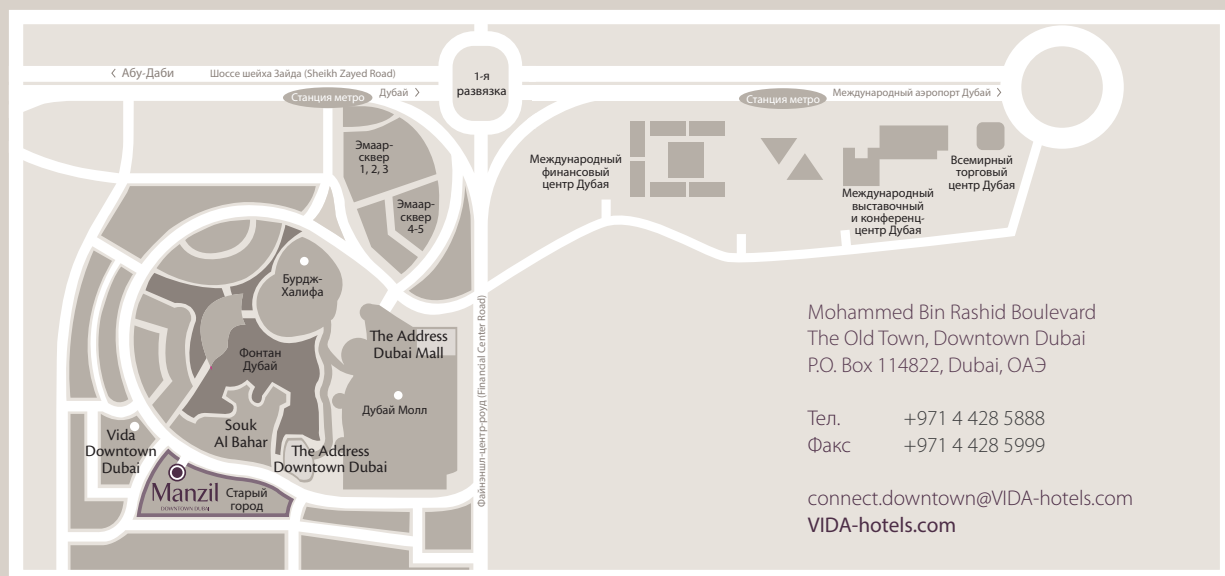 Абу-Даби
Шоссе шейха Зайда (Sheikh Zayed Road)
Станция метро
Дубай
1-я
развязка
Станция метро
Международный аэропорт Дубай
Эмаар-
сквер
1, 2, 3
Эмаар-
сквер
4-5
Международный
финансовый
центр Дубая
Международный
выставочный
и конференц-
центр Дубая
Всемирный
торговый
центр Дубая
Бурдж-
Халифа
The Address
Dubai Mall
Фонтан
Дубай
Дубай Молл
Souk
Al Bahar
The Address
Downtown Dubai
Vida
Downtown
Dubai
Manzil
DOWNTOWN DUBAI
Старый
город
Файнэншл-центр-роуд (Financial Center Road)
Mohammed Bin Rashid Boulevard
The Old Town, Downtown Dubai
P.O. Box 114822, Dubai, ОАЭ
Тел. +971 4 428 5888
Факс +971 4 428 5999
connect.downtown@VIDA-hotels.com
VIDA-hotels.com